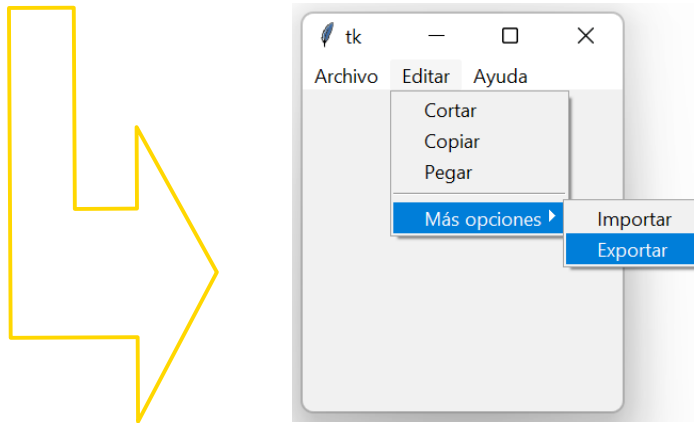 tk
Archivo Editar Ayuda
Cortar
Copiar
Pegar
Más opciones
Importar
Exportar